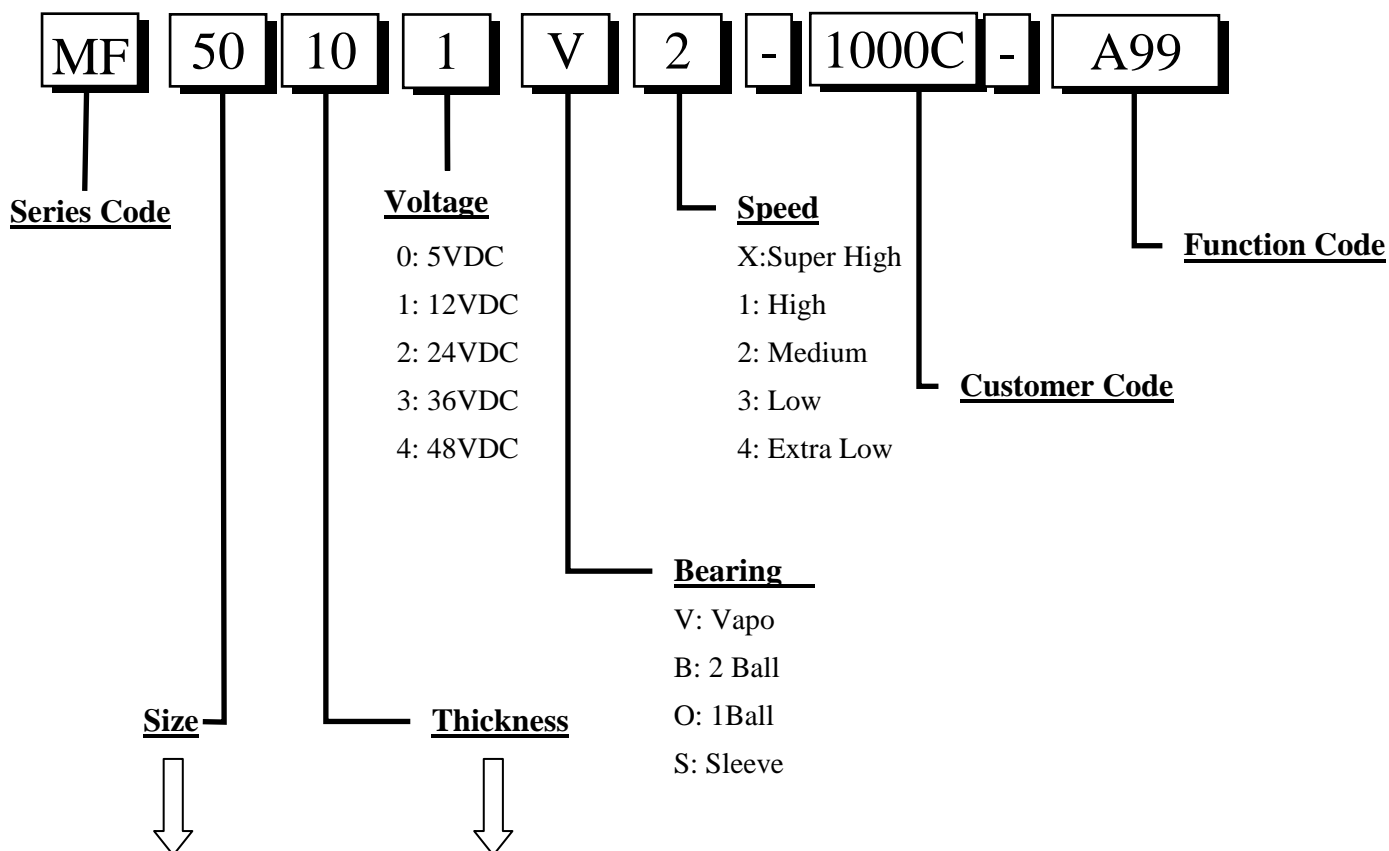 MF 50 10 1 V 2 - 1000C - A99
Series Code
Voltage
0: 5VDC
1: 12VDC
2: 24VDC
3: 36VDC
4: 48VDC
Speed
X:Super High
1: High
2: Medium
3: Low
4: Extra Low
Function Code
Customer Code
Bearing
V: Vapo
B: 2 Ball
O: 1Ball
S: Sleeve
Size
Thickness